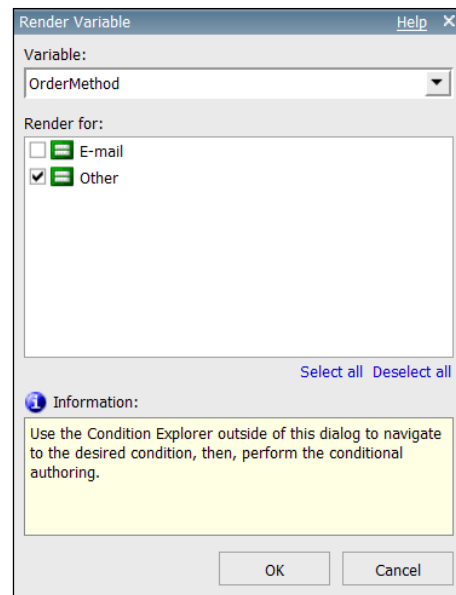 Render Variable Help X
Variable:
OrderMethod
Render for:
E-mail
Other
Select all Deselect all
Information:
Use the Condition Explorer outside of this dialog to navigate
to the desired condition, then, perform the conditional
authoring.
OK Cancel